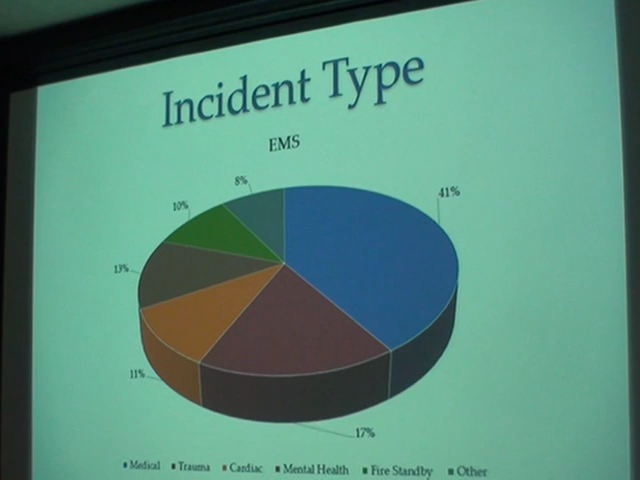 Incident Type
EMS
8%
41%
10%
13%
11%
17%
Medical Trauma Cardiac Mental Health Fire Standby Other